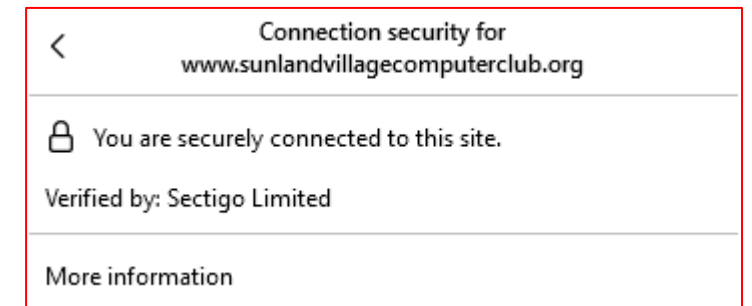 Connection security for
www.sunlandvillagecomputerclub.org
You are securely connected to this site.
Verified by: Sectigo Limited
More information